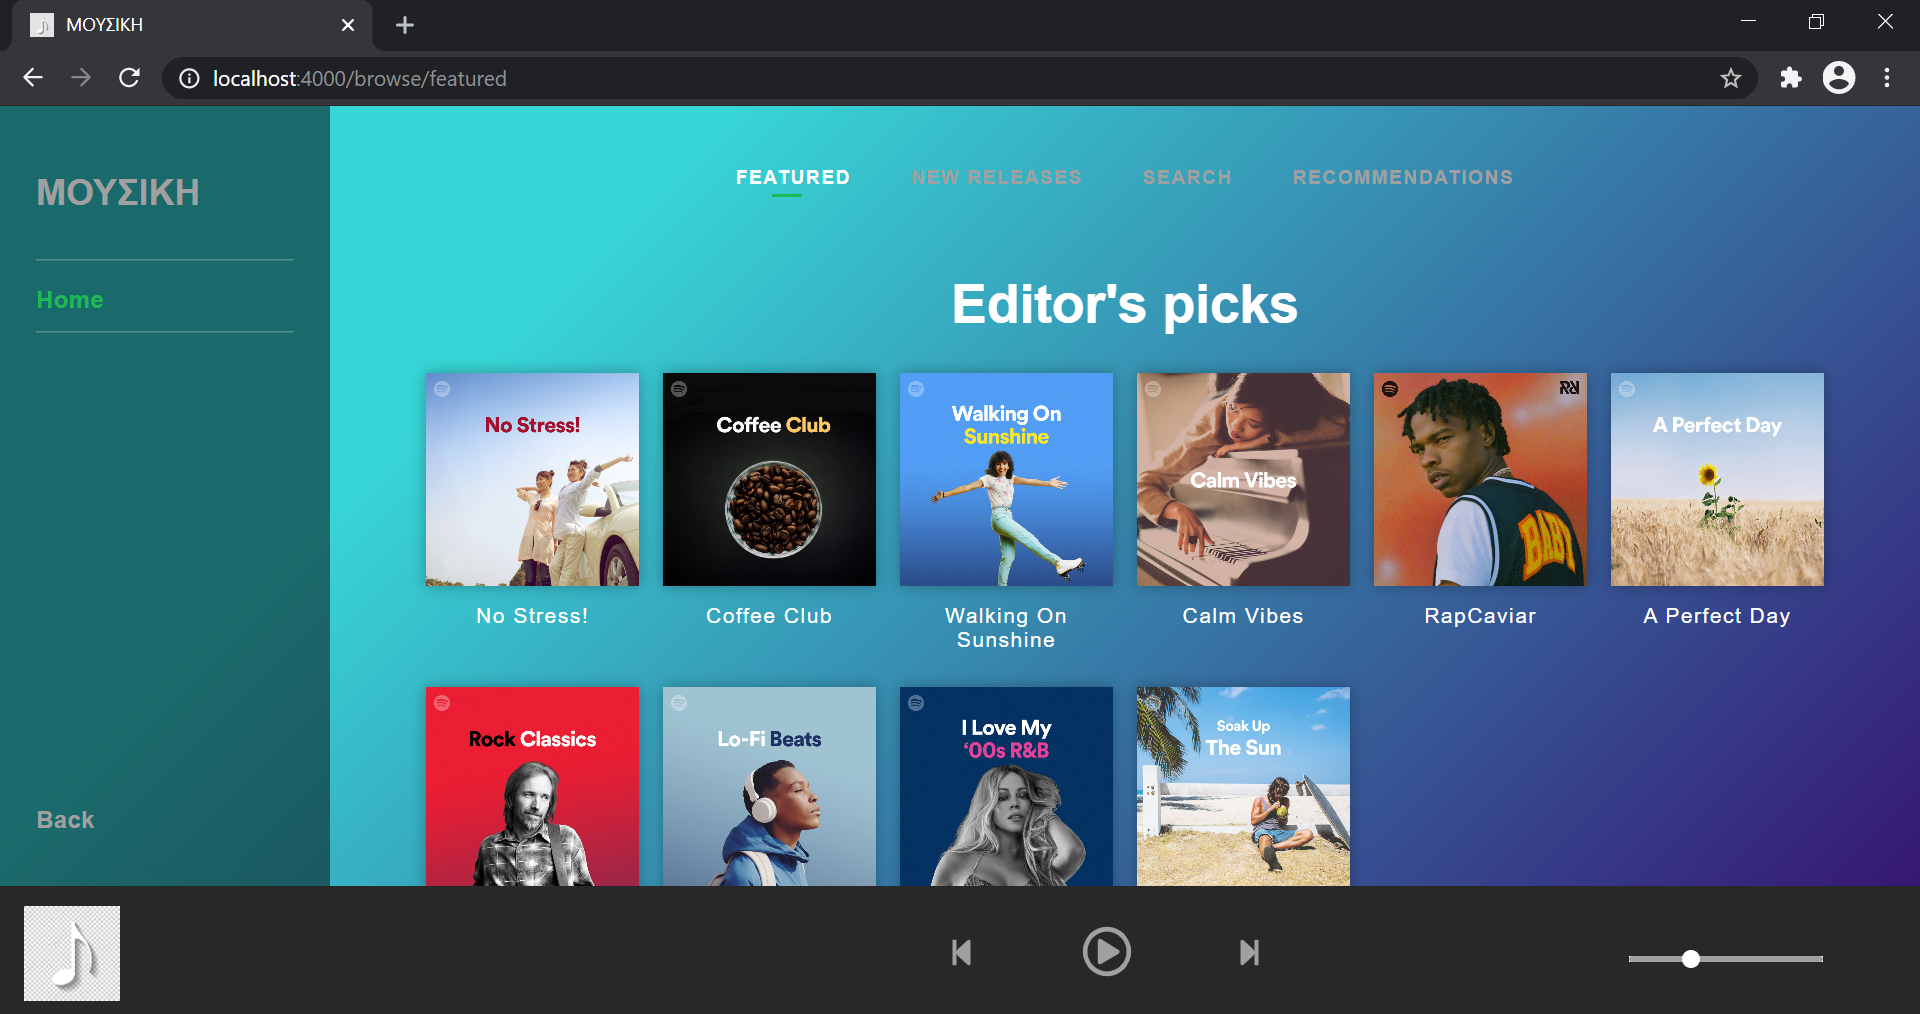 ΜΟΥΣΙΚΗ
localhost:4000/browse/featured
ΜΟΥΣΙΚΗ
Home
Back
FEATURED NEW RELEASES SEARCH RECOMMENDATIONS
Editor's picks
No Stress!
Coffee Club
Walking On
Sunshine
Calm Vibes
BABY
A Perfect Day
No Stress!
Coffee Club
Walking On
Sunshine
Calm Vibes
RapCaviar
A Perfect Day
Rock Classics
Lo-Fi Beats
I Love My
'00s R&B
Soak Up
The Sun